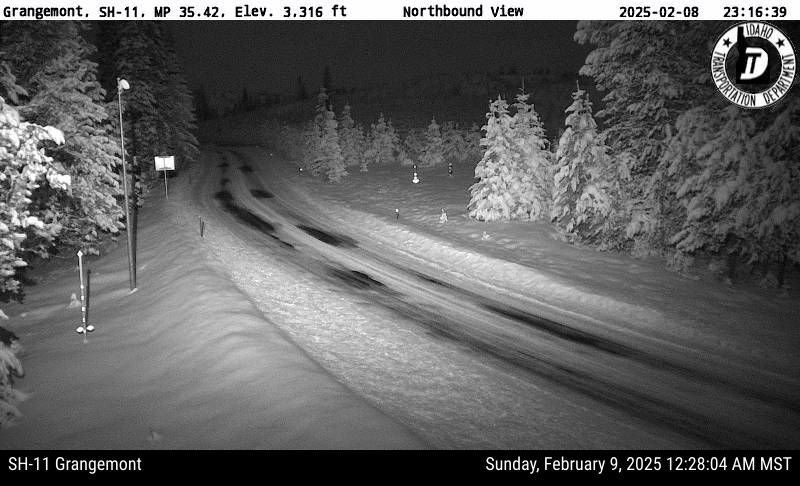 Grangemont, SH-11, MP 35.42, Elev. 3,316 ft Northbound View 2025-02-08 23:16:39
IDAHO
TRANSPORTATION DEPARTMENT
SH-11 Grangemont Sunday, February 9, 2025 12:28:04 AM MST